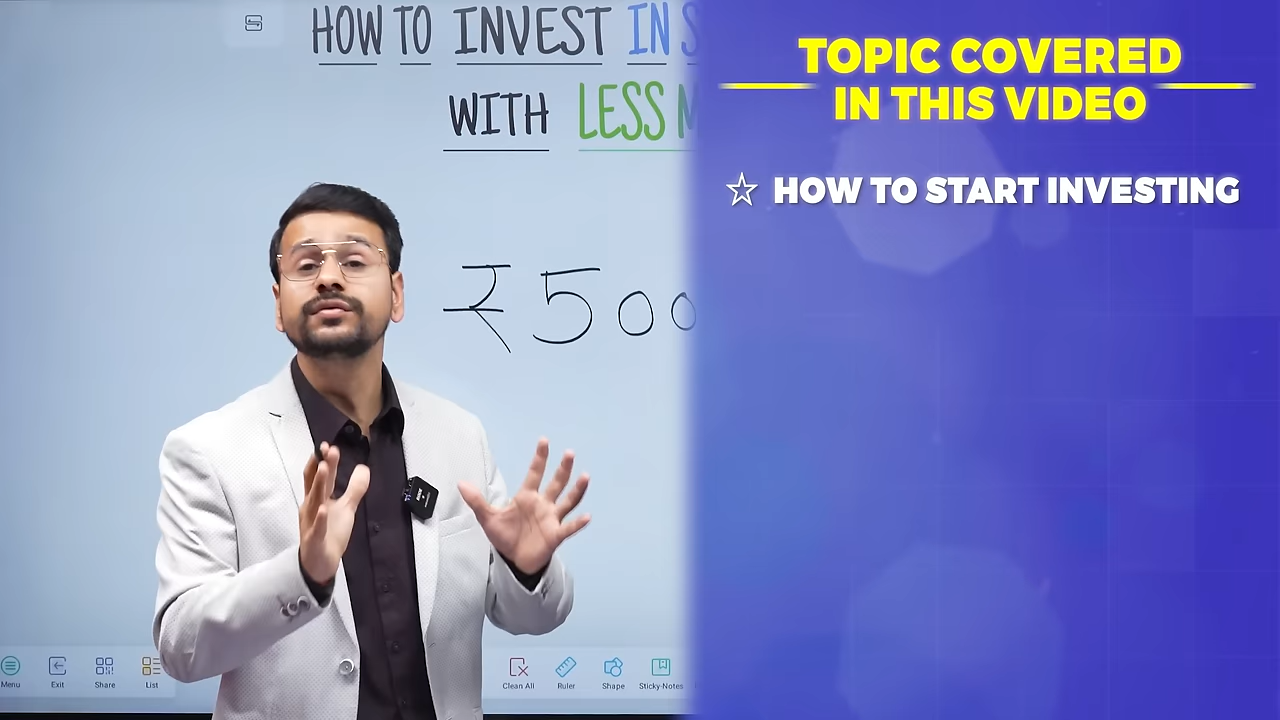 HOW TO INVEST IN
WITH LESS
₹500
TOPIC COVERED
IN THIS VIDEO
☆ HOW TO START INVESTING
Menu
Exit
Share
List
Clean All
Ruler
Shape
Sticky-Notes